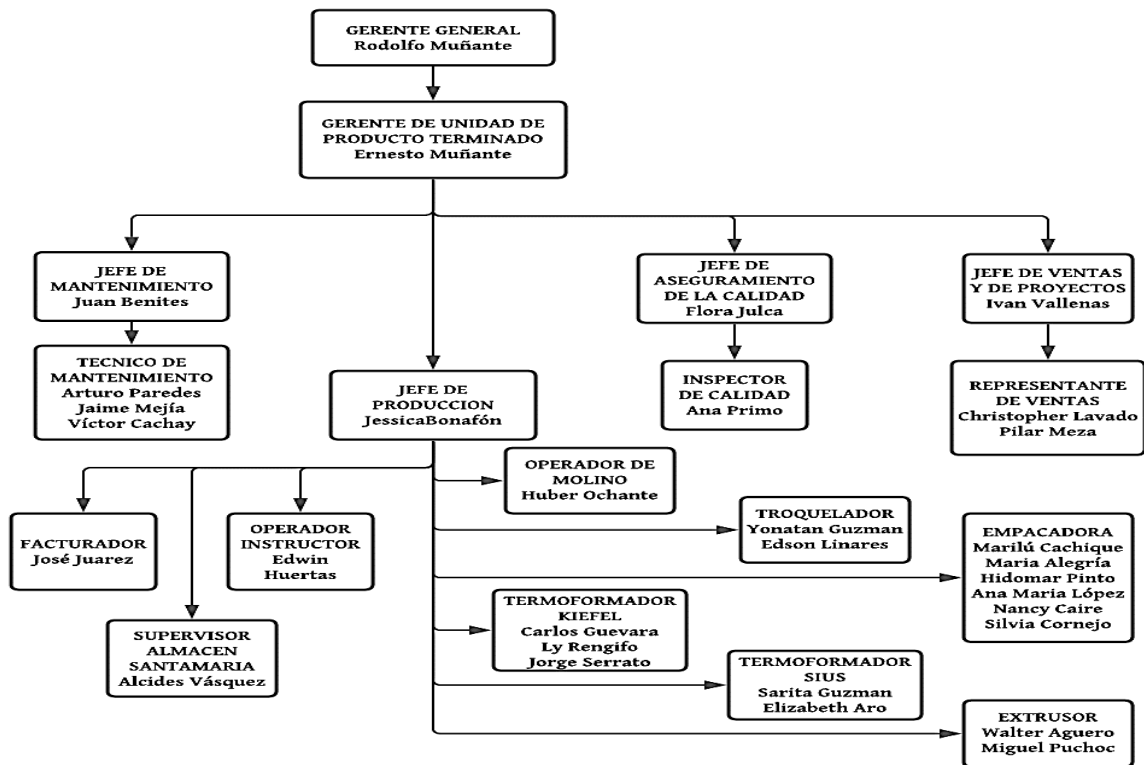 GERENTE GENERAL
Rodolfo Muñante
GERENTE DE UNIDAD DE
PRODUCTO TERMINADO
Ernesto Muñante
JEFE DE
MANTENIMIENTO
Juan Benites
JEFE DE
ASEGURAMIENTO
DE LA CALIDAD
Flora Julca
JEFE DE VENTAS
Y DE PROYECTOS
Ivan Vallenas
TECNICO DE
MANTENIMIENTO
Arturo Paredes
Jaime Mejía
Víctor Cachay
JEFE DE
PRODUCCION
JessicaBonafón
INSPECTOR
DE CALIDAD
Ana Primo
REPRESENTANTE
DE VENTAS
Christopher Lavado
Pilar Meza
OPERADOR DE
MOLINO
Huber Ochante
FACTURADOR
José Juarez
OPERADOR
INSTRUCTOR
Edwin
Huertas
TROQUELADOR
Yonatan Guzman
Edson Linares
EMPACADORA
Marilú Cachique
Maria Alegría
Hidomar Pinto
Ana Maria López
Nancy Caire
Silvia Cornejo
SUPERVISOR
ALMACEN
SANTAMARIA
Alcides Vásquez
TERMOFORMADOR
KIEFEL
Carlos Guevara
Ly Rengifo
Jorge Serrato
TERMOFORMADOR
SIUS
Sarita Guzman
Elizabeth Aro
EXTRUSOR
Walter Aguero
Miguel Puchoc